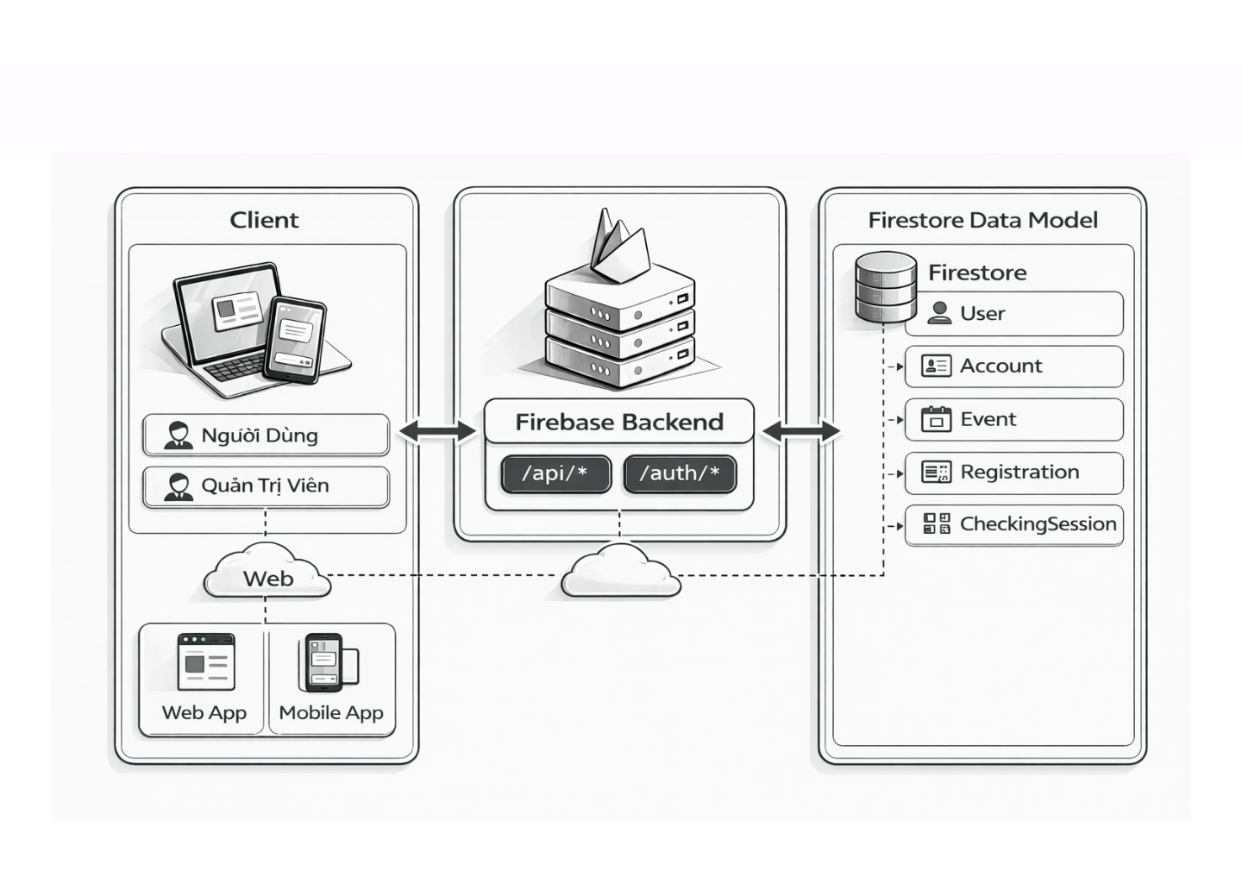 Client
Người Dùng
Quản Trị Viên
Web
Web App
Mobile App
Firebase Backend
/api/*
/auth/*
Firestore Data Model
Firestore
User
Account
Event
Registration
CheckingSession